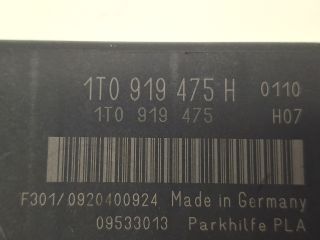 1T0 919 475 H 0110
1T0 919 475 H07
F301/0920400924 Made in Germany
09533013 Parkhilfe PLA